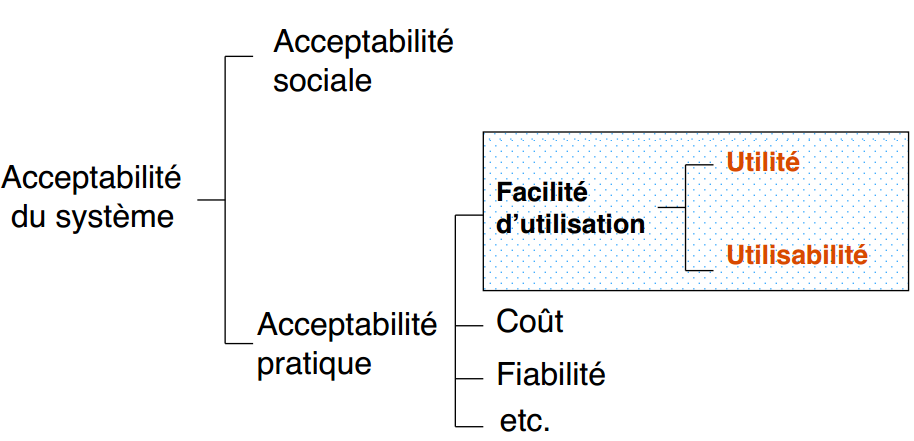 Acceptabilité
sociale
Acceptabilité
du système
Utilité
Facilité
d'utilisation
Utilisabilité
Acceptabilité
pratique
Coût
Fiabilité
etc.